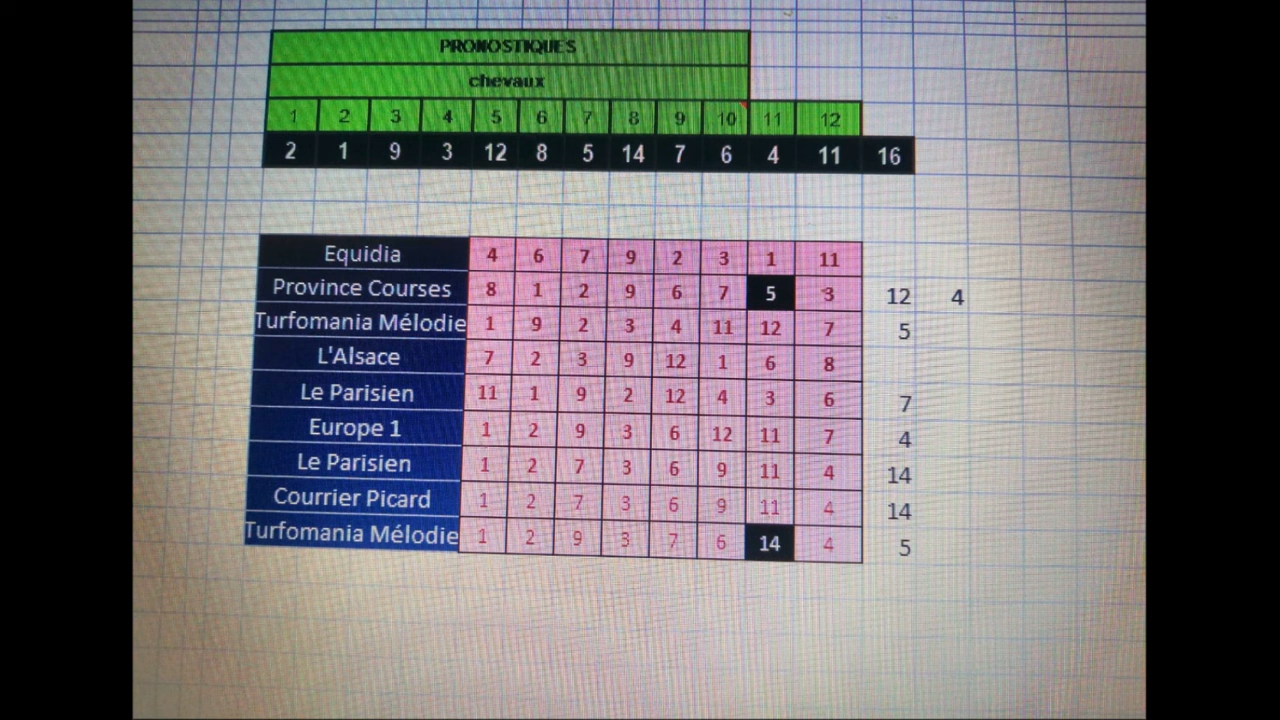 PRONOSTIQUES
chevaux
1 2 3 4 5 6 7 8 9 10 11 12
2 1 9 3 12 8 5 14 7 6 4 11 16
Equidia 4 6 7 9 2 3 1 11
Province Courses 8 1 2 9 6 7 5 3 12 4
Turfomania Mélodie 1 9 2 3 4 11 12 7 5
L'Alsace 7 2 3 9 12 1 6 8
Le Parisien 11 1 9 2 12 4 3 6 7
Europe 1 1 2 9 3 6 12 11 7 4
Le Parisien 1 2 7 3 6 9 11 4 14
Courrier Picard 1 2 7 3 6 9 11 4 14
Turfomania Mélodie 1 2 9 3 7 6 14 4 5